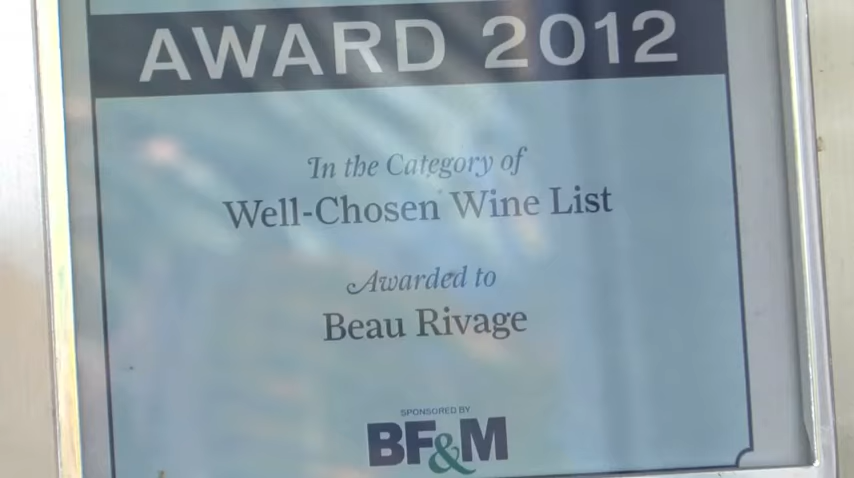 AWARD 2012
In the Category of
Well-Chosen Wine List
Awarded to
Beau Rivage
SPONSORED BY
BF&M